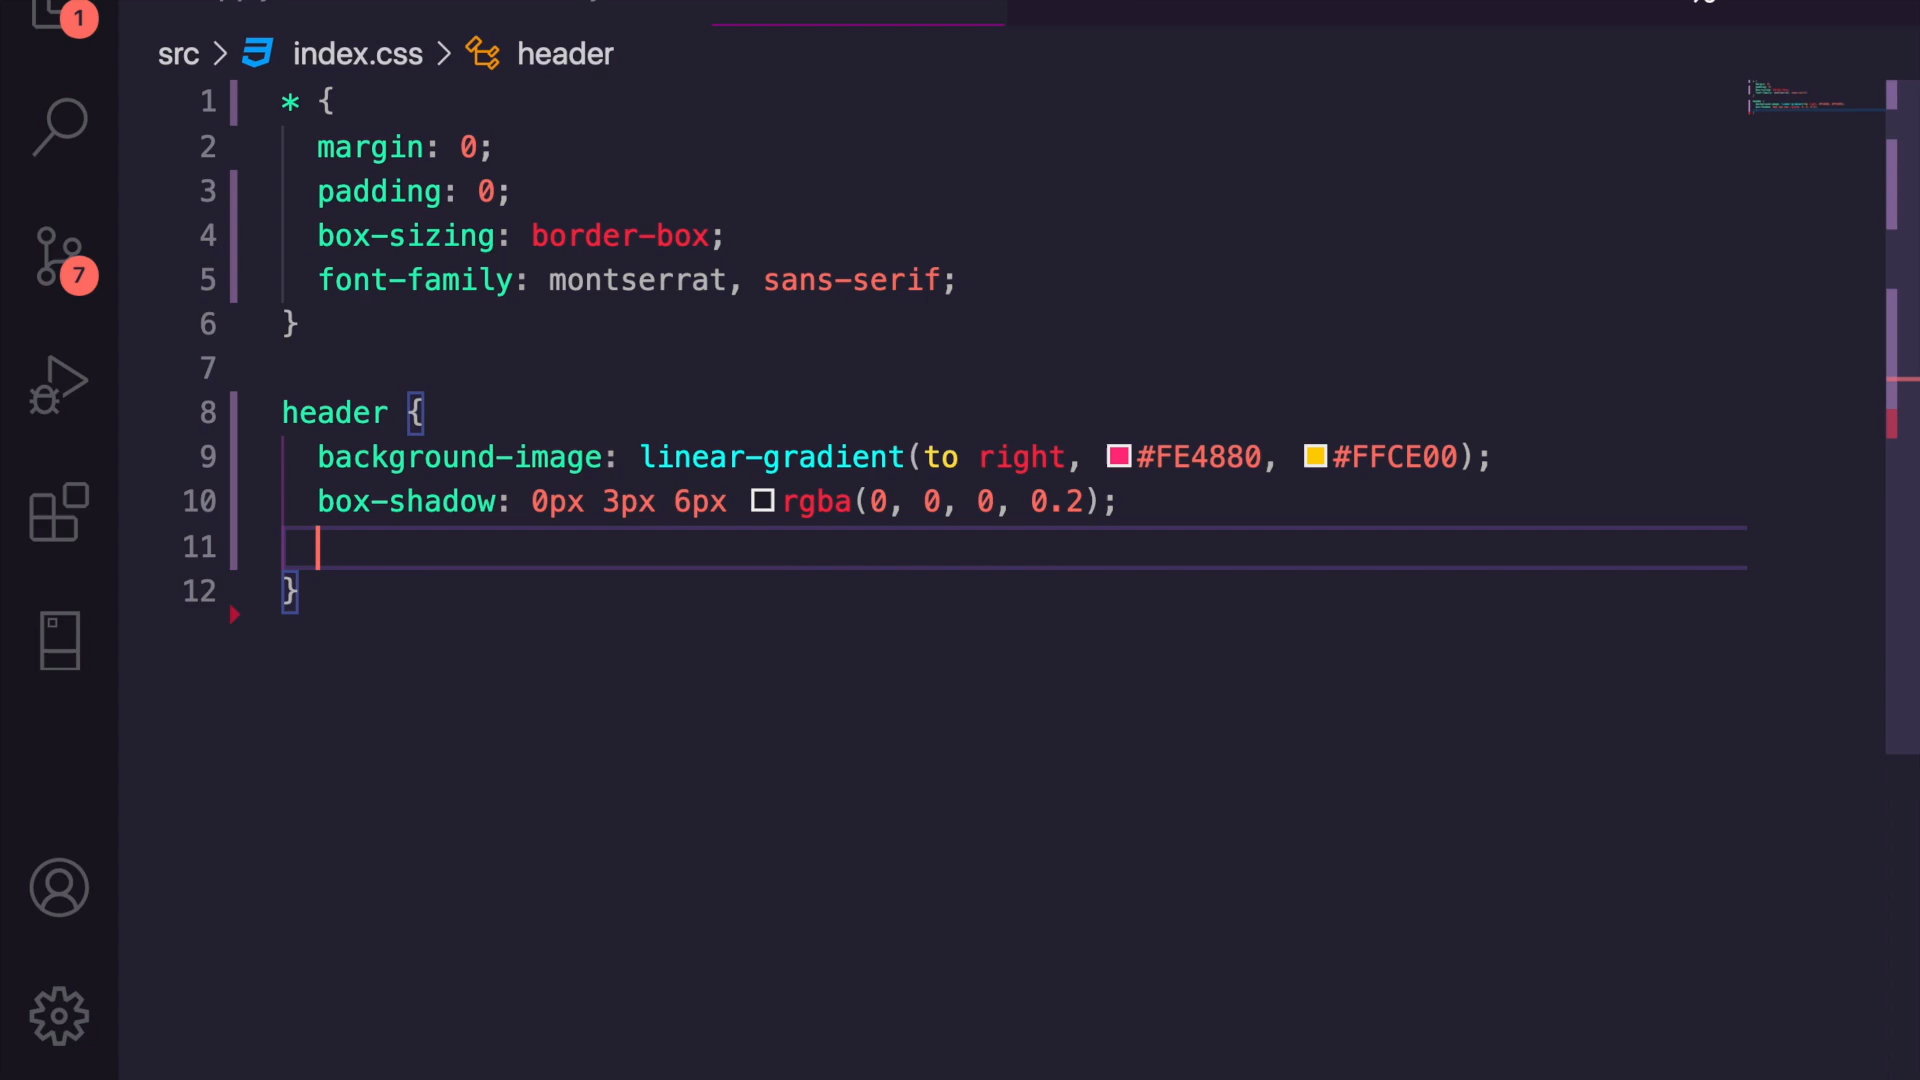 1
src > index.css > header
1 * {
2 margin: 0;
3 padding: 0;
4 box-sizing: border-box;
5 font-family: montserrat, sans-serif;
6 }
7
8 header {
9 background-image: linear-gradient(to right, #FE4880, #FFCE00);
10 box-shadow: 0px 3px 6px rgba(0, 0, 0, 0.2);
11
12 }
7